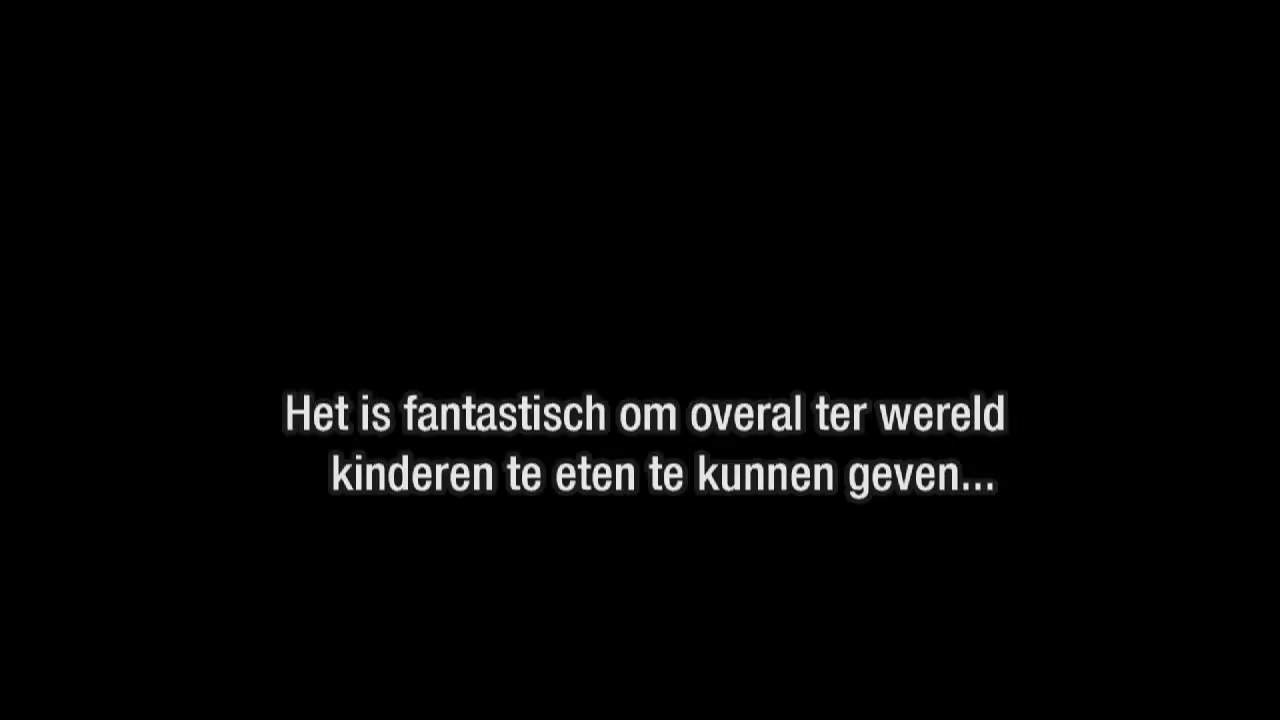 Het is fantastisch om overal ter wereld
kinderen te eten te kunnen geven...